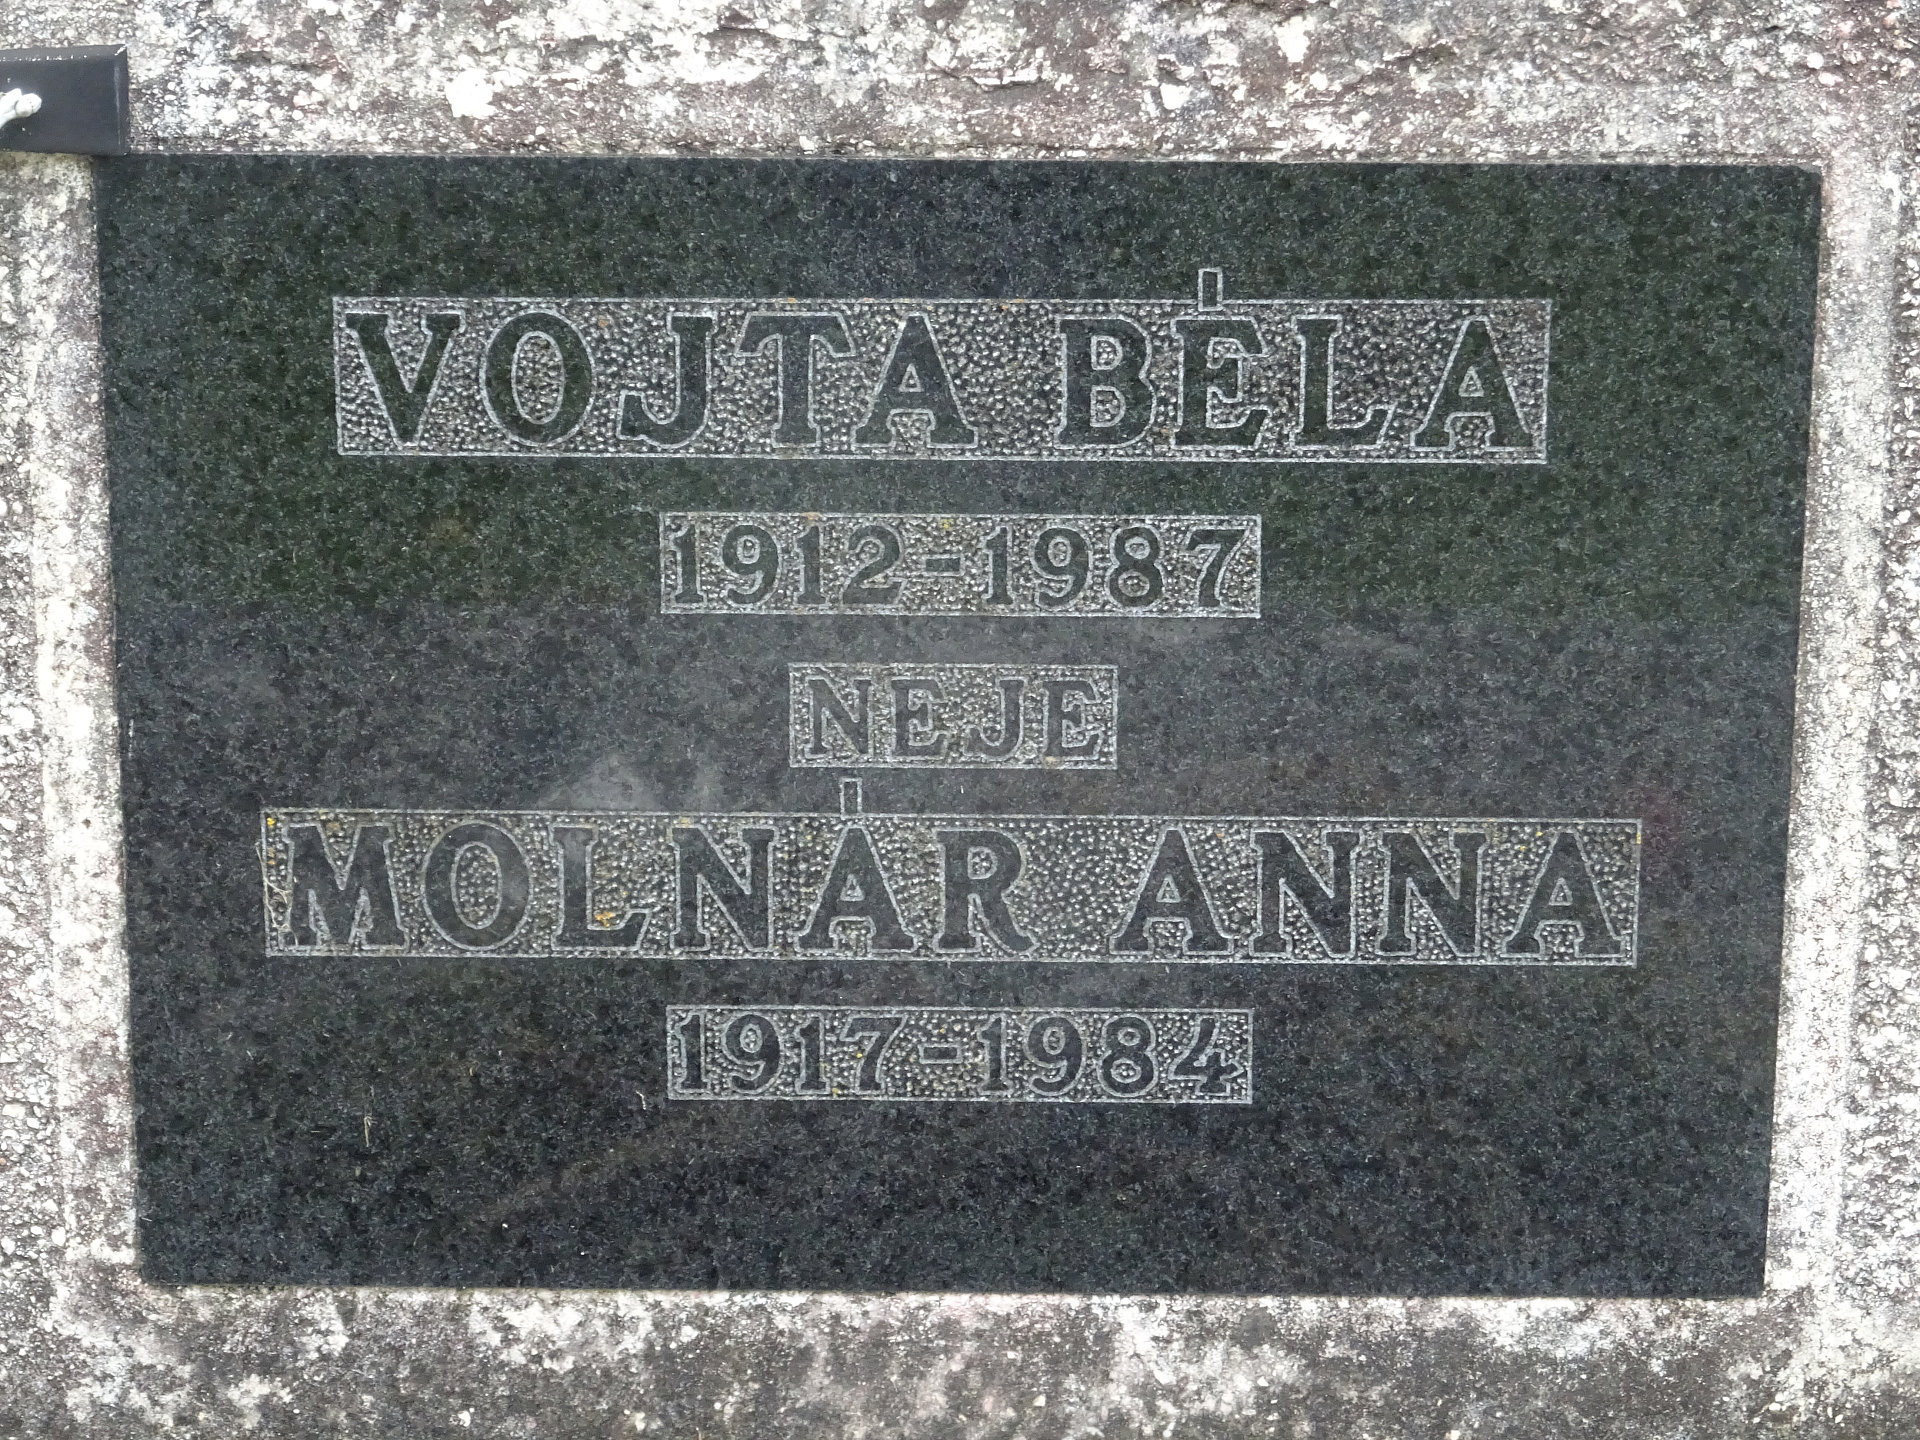 VOJTA BÉLA
1912-1987
NEJE
MOLNÁR ANNA
1917-1984